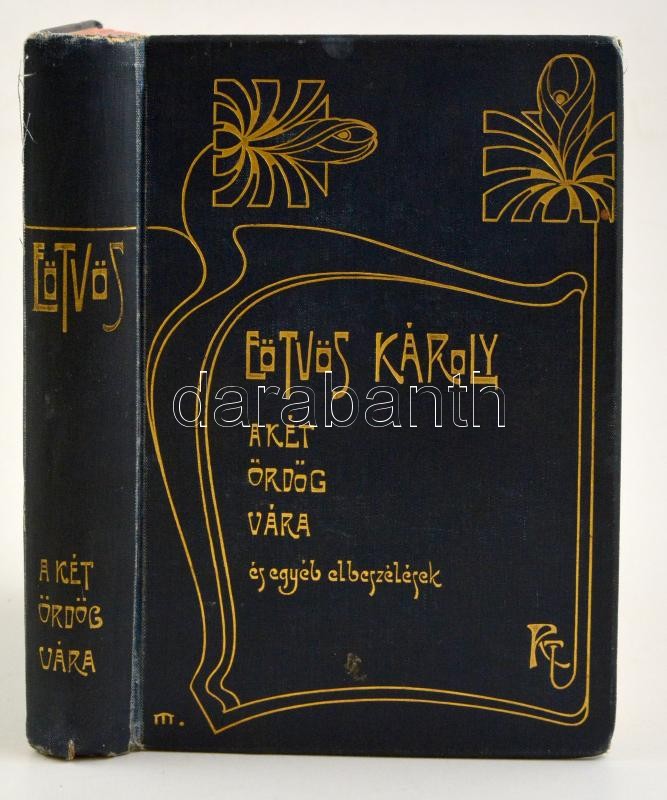 EÖTVÖS
A KÉT
ÖRDÖG
VÁRA
EÖTVÖS KÁROLY
A KÉT
ÖRDÖG
VÁRA
és egyéb elbeszélések
m.
darabanth